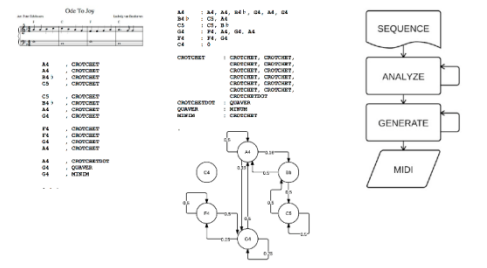 Ode To Joy
A4 , CROTCHET
A4 , CROTCHET
B4♭ , CROTCHET
C5 , CROTCHET
C5 , CROTCHET
B4♭ , CROTCHET
A4 , CROTCHET
G4 , CROTCHET
F4 , CROTCHET
F4 , CROTCHET
G4 , CROTCHET
A4 , CROTCHET
A4 , CROTCHETDOT
G4 , QUAVER
G4 , MINIM
. . .
A4 : A4, A4, B4♭, G4, A4, G4
B4♭ : C5, A4
C5 : C5, B♭
G4 : F4, A4, G4, A4
F4 : F4, G4
C4 : 0
CROTCHET : CROTCHET, CROTCHET,
CROTCHET, CROTCHET,
CROTCHET, CROTCHET,
CROTCHET, CROTCHET,
CROTCHET, CROTCHET,
CROTCHETDOT
CROTCHETDOT : QUAVER
QUAVER : MINIM
MINIM : CROTCHET
A4
C4
C5
F4
G4
SEQUENCE
ANALYZE
GENERATE
MIDI